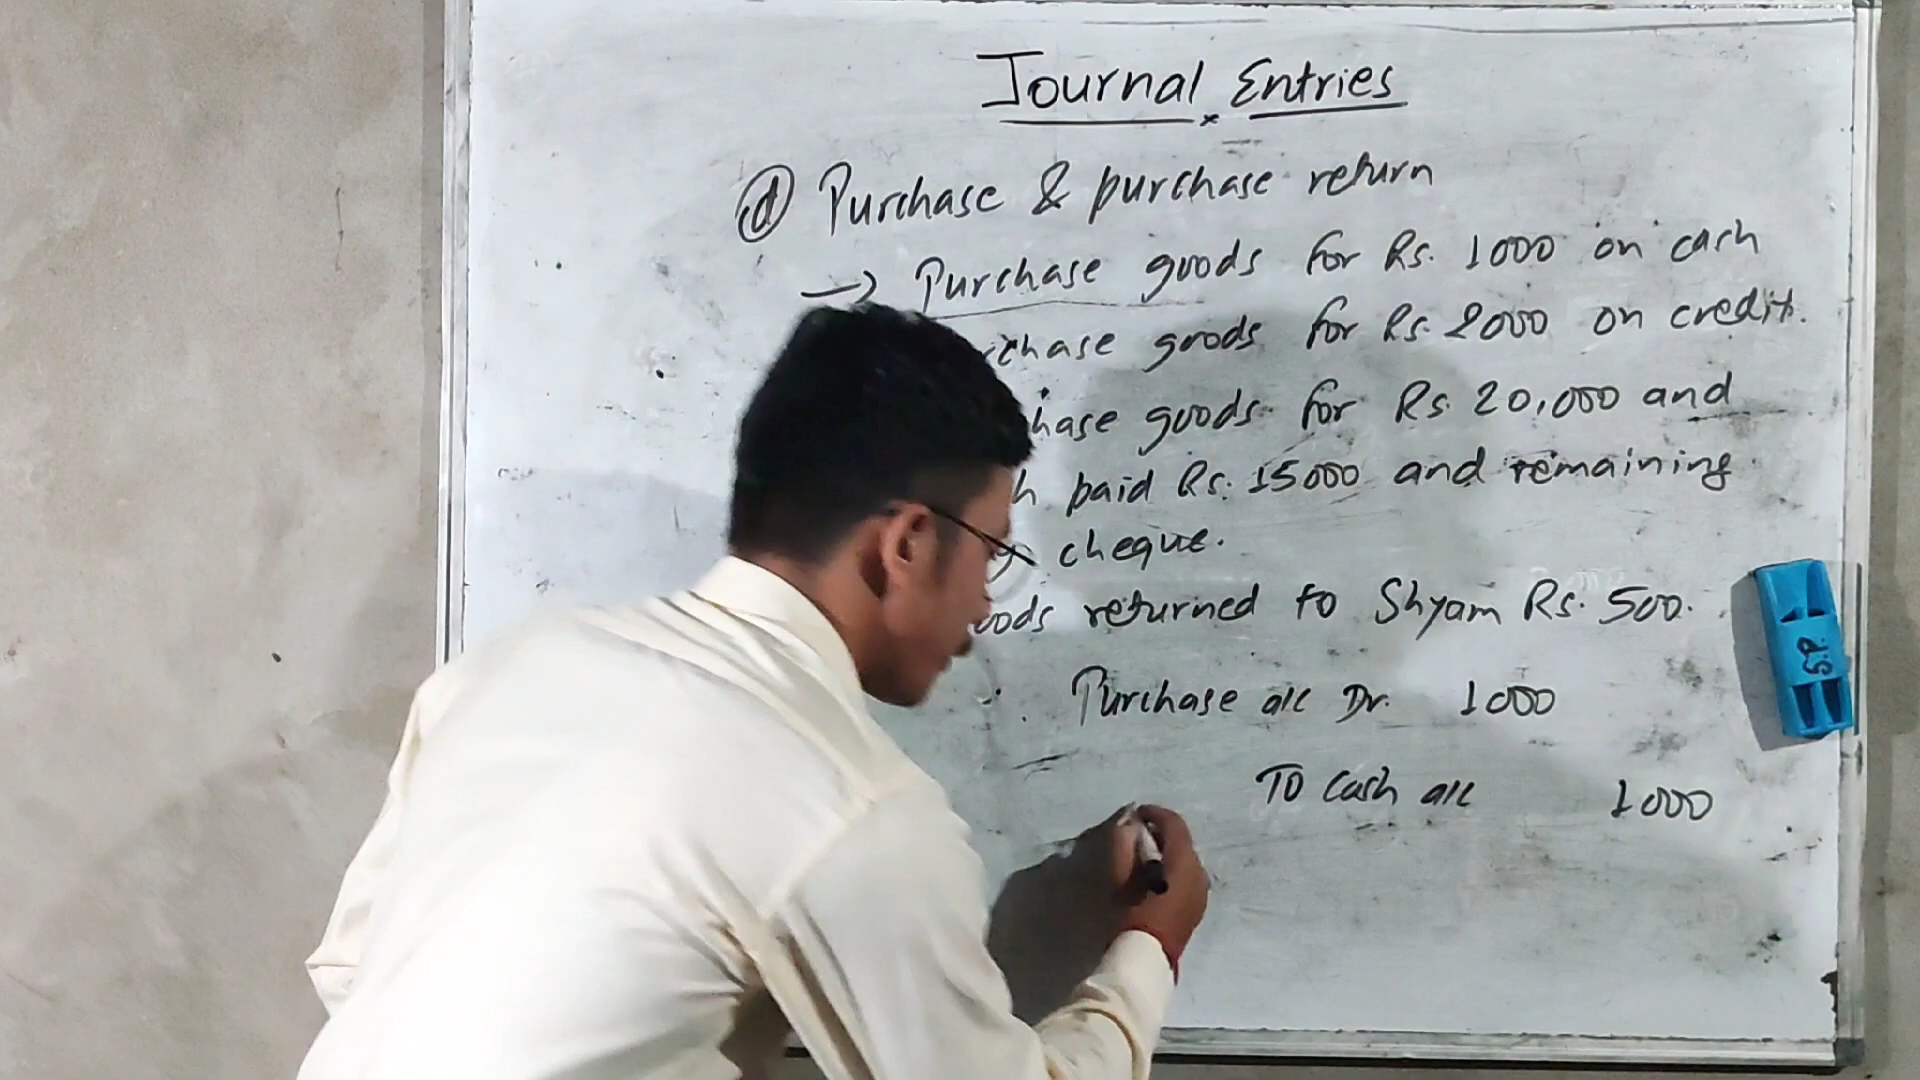 Journal Entries
d Purchase & purchase return
→ Purchase goods for Rs. 1000 on cash
chase goods for Rs. 2000 on credit.
hase goods for Rs. 20,000 and
h paid Rs. 15000 and remaining
cheque.
oods returned to Shyam Rs. 500.
Purchase a/c Dr. 1000
To Cash a/c 1000
S.P.